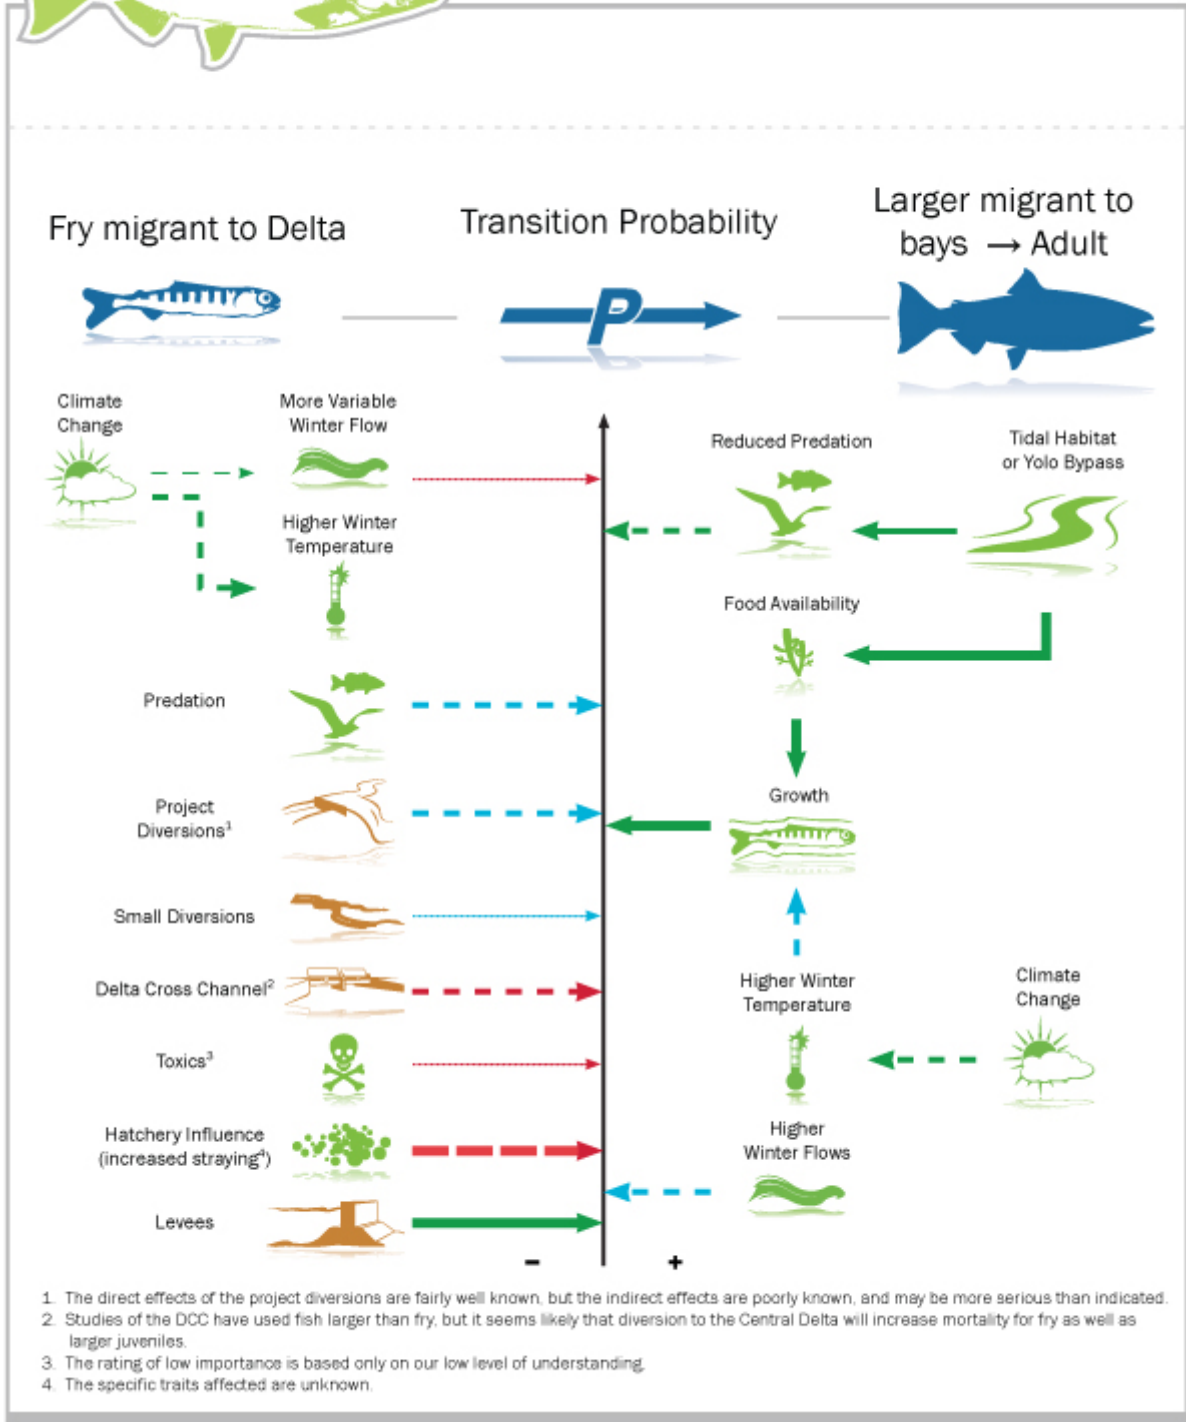 Fry migrant to Delta
Transition Probability
Larger migrant to
bays → Adult
P
Climate
Change
More Variable
Winter Flow
Higher Winter
Temperature
Reduced Predation
Tidal Habitat
or Yolo Bypass
Food Availability
Predation
Project
Diversions¹
Growth
Small Diversions
Delta Cross Channel²
Higher Winter
Temperature
Climate
Change
Toxics³
Hatchery Influence
(increased straying⁴)
Higher
Winter Flows
Levees
– +
1. The direct effects of the project diversions are fairly well known, but the indirect effects are poorly known, and may be more serious than indicated.
2. Studies of the DCC have used fish larger than fry, but it seems likely that diversion to the Central Delta will increase mortality for fry as well as
larger juveniles.
3. The rating of low importance is based only on our low level of understanding.
4. The specific traits affected are unknown.